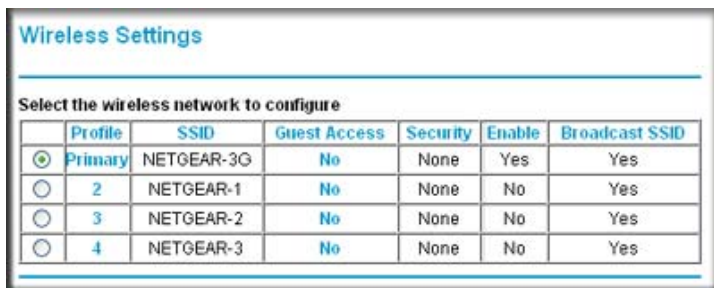 Wireless Settings
Select the wireless network to configure
Profile SSID Guest Access Security Enable Broadcast SSID
Primary NETGEAR-3G No None Yes Yes
2 NETGEAR-1 No None No Yes
3 NETGEAR-2 No None No Yes
4 NETGEAR-3 No None No Yes